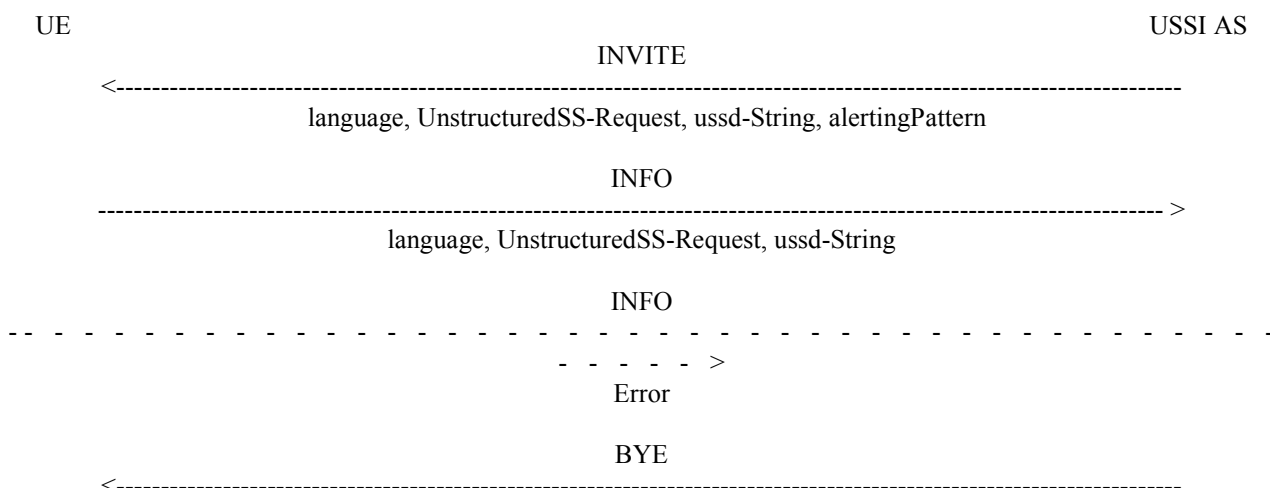 UE USSI AS
INVITE
<------------------------------------------------------------------------------------------------------------------------
language, UnstructuredSS-Request, ussd-String, alertingPattern
INFO
------------------------------------------------------------------------------------------------------------------------ >
language, UnstructuredSS-Request, ussd-String
INFO
- - - - - - - - - - - - - - - - - - - - - - - - - - - - - - - - - - - - - - - - - - -
- - - - - >
Error
BYE
<------------------------------------------------------------------------------------------------------------------------